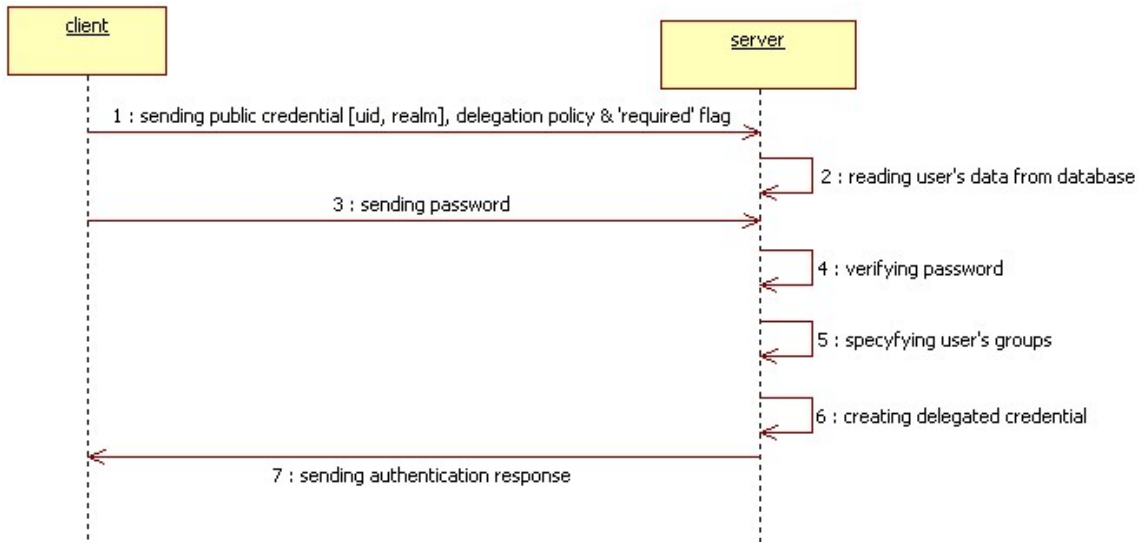 client
server
1 : sending public credential [uid, realm], delegation policy & 'required' flag
2 : reading user's data from database
3 : sending password
4 : verifying password
5 : specyfying user's groups
6 : creating delegated credential
7 : sending authentication response